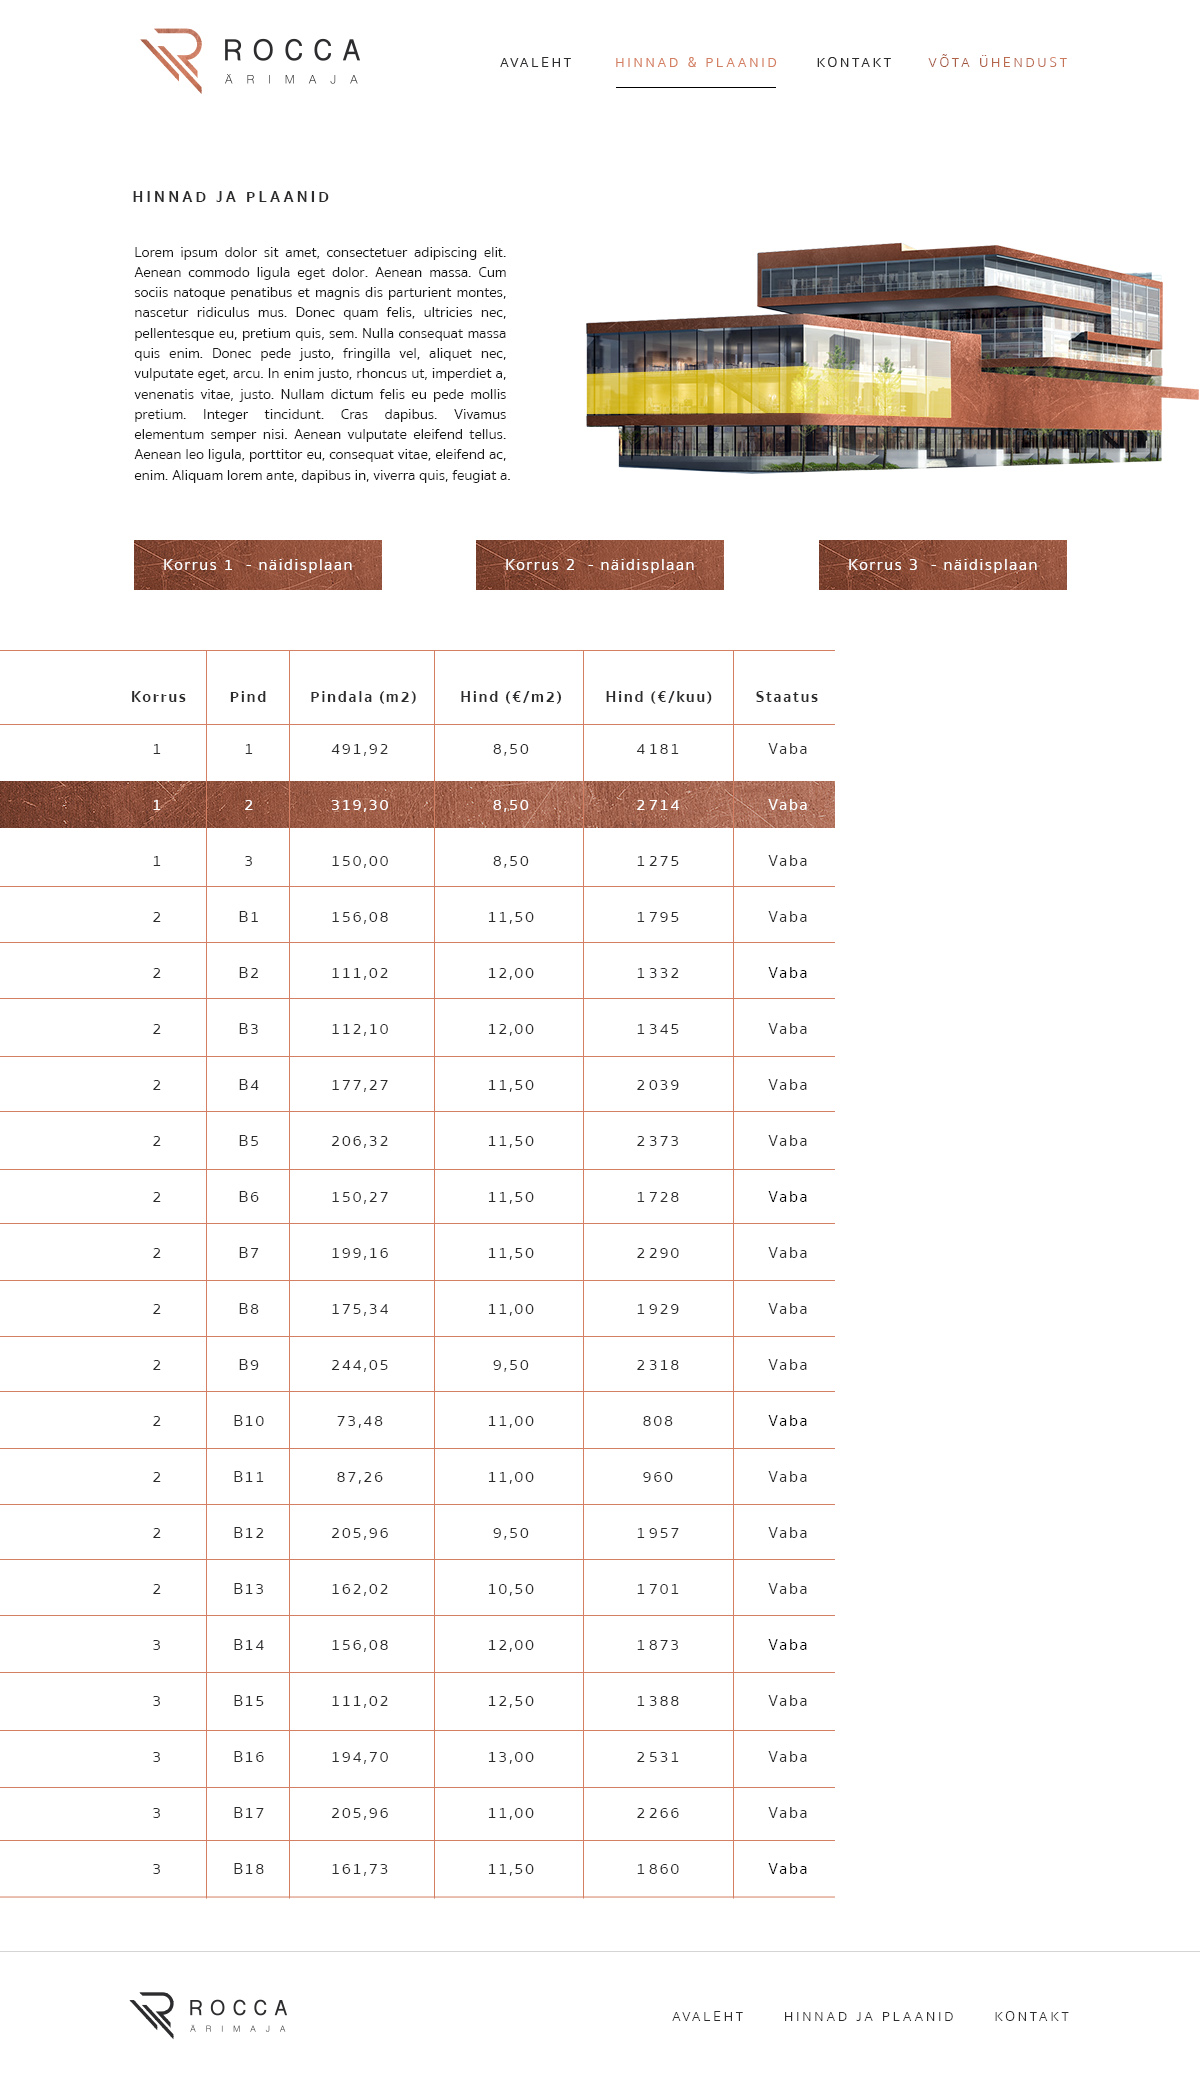 ROCCA
ÄRIMAJA
AVALEHT HINNAD & PLAANID KONTAKT VÕTA ÜHENDUST
HINNAD JA PLAANID
Lorem ipsum dolor sit amet, consectetuer adipiscing elit.
Aenean commodo ligula eget dolor. Aenean massa. Cum
sociis natoque penatibus et magnis dis parturient montes,
nascetur ridiculus mus. Donec quam felis, ultricies nec,
pellentesque eu, pretium quis, sem. Nulla consequat massa
quis enim. Donec pede justo, fringilla vel, aliquet nec,
vulputate eget, arcu. In enim justo, rhoncus ut, imperdiet a,
venenatis vitae, justo. Nullam dictum felis eu pede mollis
pretium. Integer tincidunt. Cras dapibus. Vivamus
elementum semper nisi. Aenean vulputate eleifend tellus.
Aenean leo ligula, porttitor eu, consequat vitae, eleifend ac,
enim. Aliquam lorem ante, dapibus in, viverra quis, feugiat a.
Korrus 1 - näidisplaan Korrus 2 - näidisplaan Korrus 3 - näidisplaan
Korrus Pind Pindala (m2) Hind (€/m2) Hind (€/kuu) Staatus
1 1 491,92 8,50 4181 Vaba
1 2 319,30 8,50 2714 Vaba
1 3 150,00 8,50 1275 Vaba
2 B1 156,08 11,50 1795 Vaba
2 B2 111,02 12,00 1332 Vaba
2 B3 112,10 12,00 1345 Vaba
2 B4 177,27 11,50 2039 Vaba
2 B5 206,32 11,50 2373 Vaba
2 B6 150,27 11,50 1728 Vaba
2 B7 199,16 11,50 2290 Vaba
2 B8 175,34 11,00 1929 Vaba
2 B9 244,05 9,50 2318 Vaba
2 B10 73,48 11,00 808 Vaba
2 B11 87,26 11,00 960 Vaba
2 B12 205,96 9,50 1957 Vaba
2 B13 162,02 10,50 1701 Vaba
3 B14 156,08 12,00 1873 Vaba
3 B15 111,02 12,50 1388 Vaba
3 B16 194,70 13,00 2531 Vaba
3 B17 205,96 11,00 2266 Vaba
3 B18 161,73 11,50 1860 Vaba
ROCCA
ÄRIMAJA
AVALEHT HINNAD JA PLAANID KONTAKT